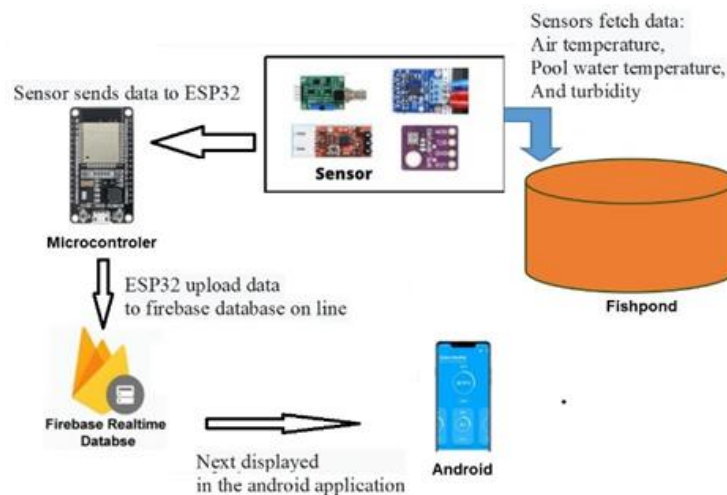 Sensors fetch data:
Air temperature,
Pool water temperature,
And turbidity
Sensor sends data to ESP32
Sensor
Microcontroler
Fishpond
ESP32 upload data
to firebase database on line
Firebase Realtime
Databse
Next displayed
in the android application
Android